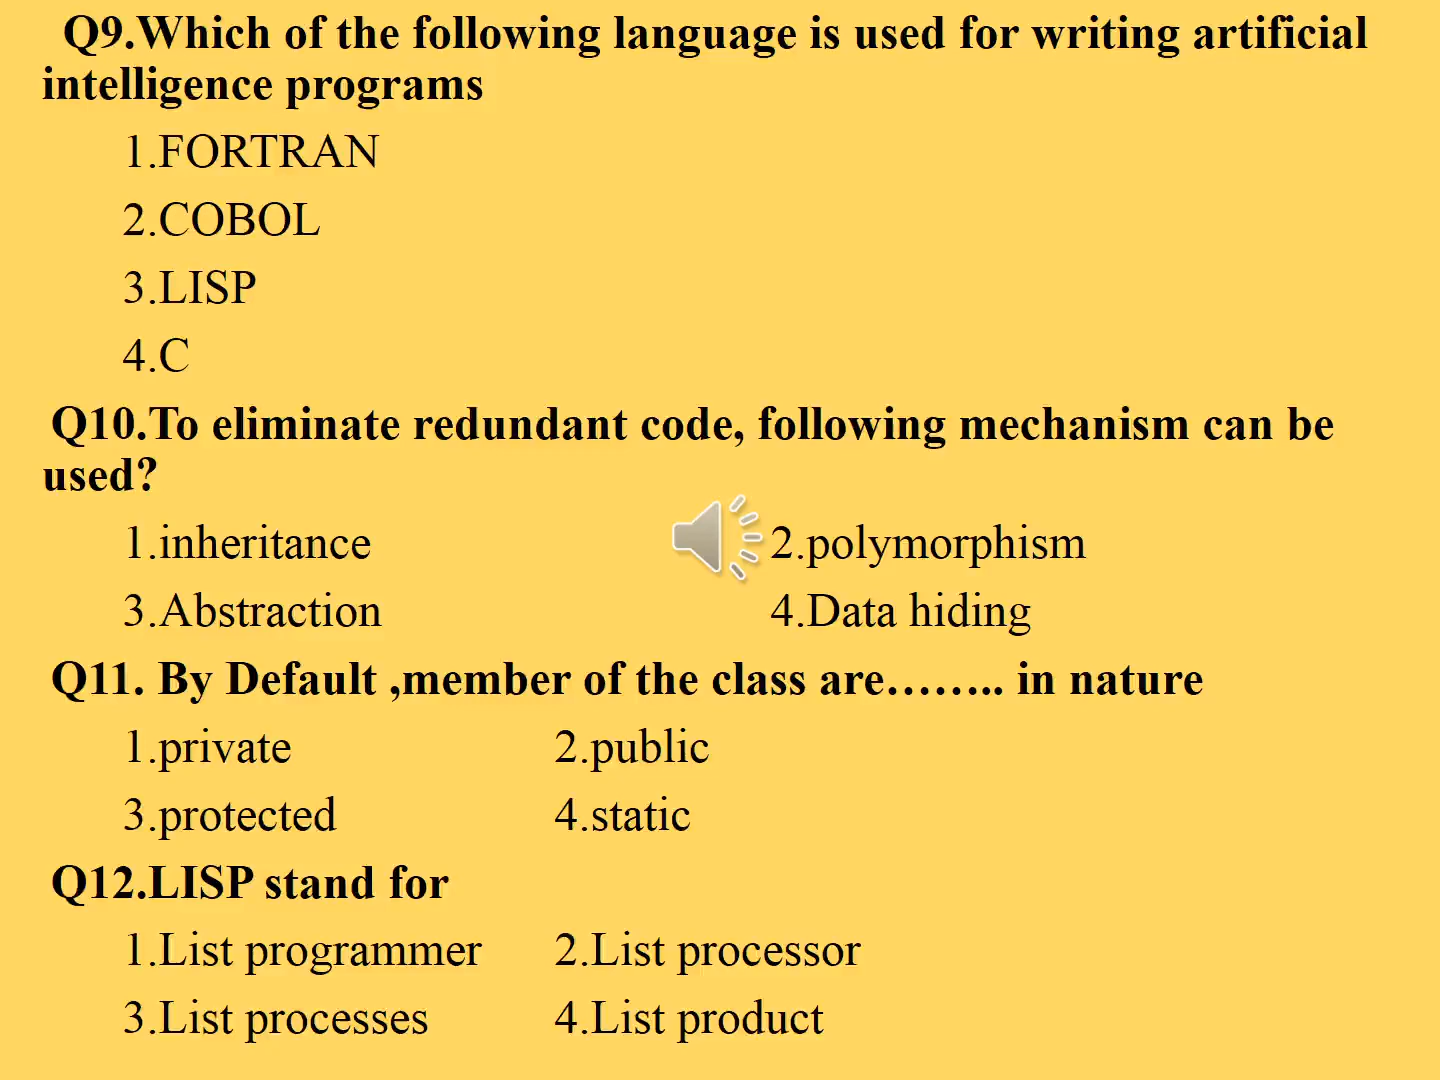 Q9.Which of the following language is used for writing artificial
intelligence programs
1.FORTRAN
2.COBOL
3.LISP
4.C
Q10.To eliminate redundant code, following mechanism can be
used?
1.inheritance 2.polymorphism
3.Abstraction 4.Data hiding
Q11. By Default ,member of the class are…….. in nature
1.private 2.public
3.protected 4.static
Q12.LISP stand for
1.List programmer 2.List processor
3.List processes 4.List product